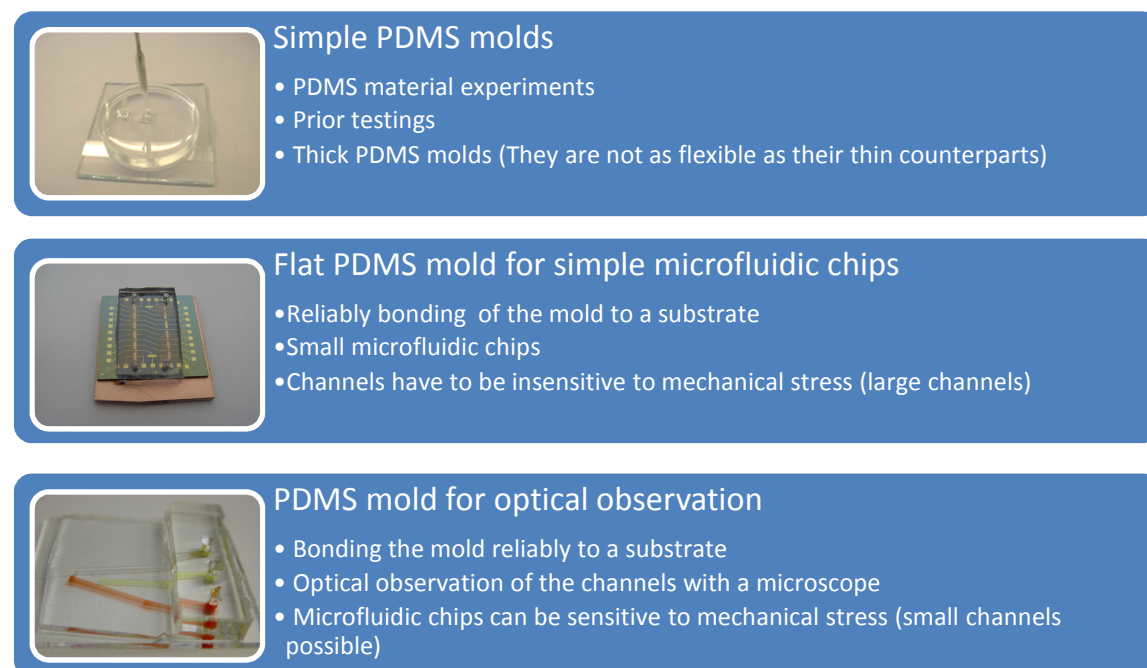 Simple PDMS molds
• PDMS material experiments
• Prior testings
• Thick PDMS molds (They are not as flexible as their thin counterparts)
Flat PDMS mold for simple microfluidic chips
•Reliably bonding  of the mold to a substrate
•Small microfluidic chips
•Channels have to be insensitive to mechanical stress (large channels)
PDMS mold for optical observation
• Bonding the mold reliably to a substrate
• Optical observation of the channels with a microscope
• Microfluidic chips can be sensitive to mechanical stress (small channels
possible)